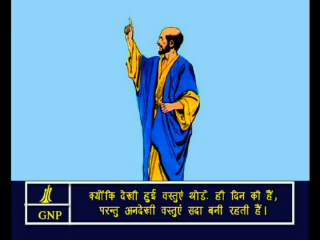 क्योंकि देखी हुई वस्तुएं थोड़े ही दिन की हैं,
परन्तु अनदेखी वस्तुएं सदा बनी रहती हैं।
GNP